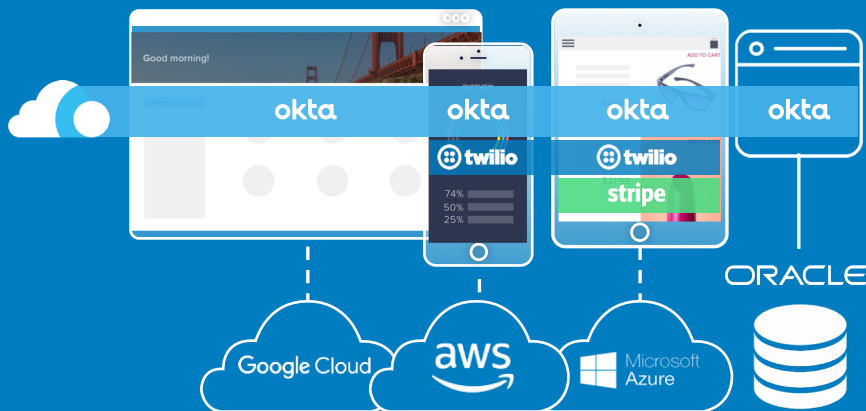 Good morning!
ADD TO CART
okta
okta
okta
okta
twilio
twilio
stripe
74%
50%
25%
ORACLE
Google Cloud
aws
Microsoft
Azure